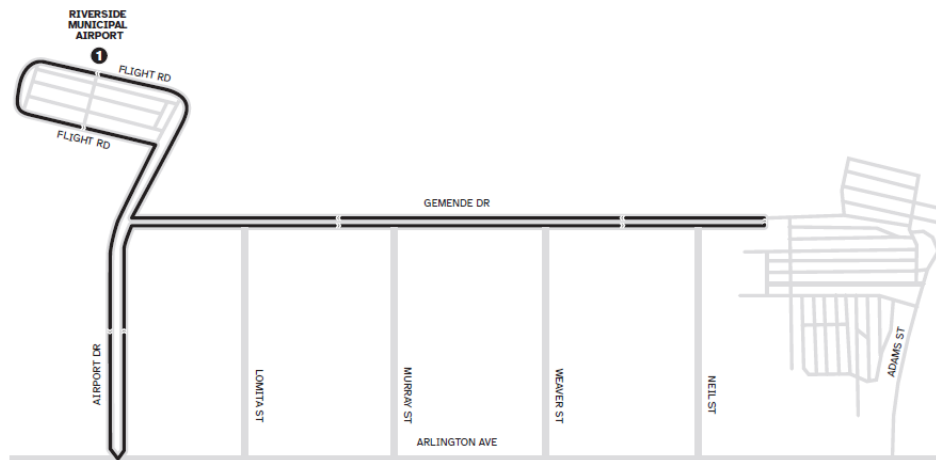 RIVERSIDE
MUNICIPAL
AIRPORT
1
FLIGHT RD
FLIGHT RD
GEMENDE DR
AIRPORT DR
LOMITA ST
MURRAY ST
WEAVER ST
NEIL ST
ADAMS ST
ARLINGTON AVE